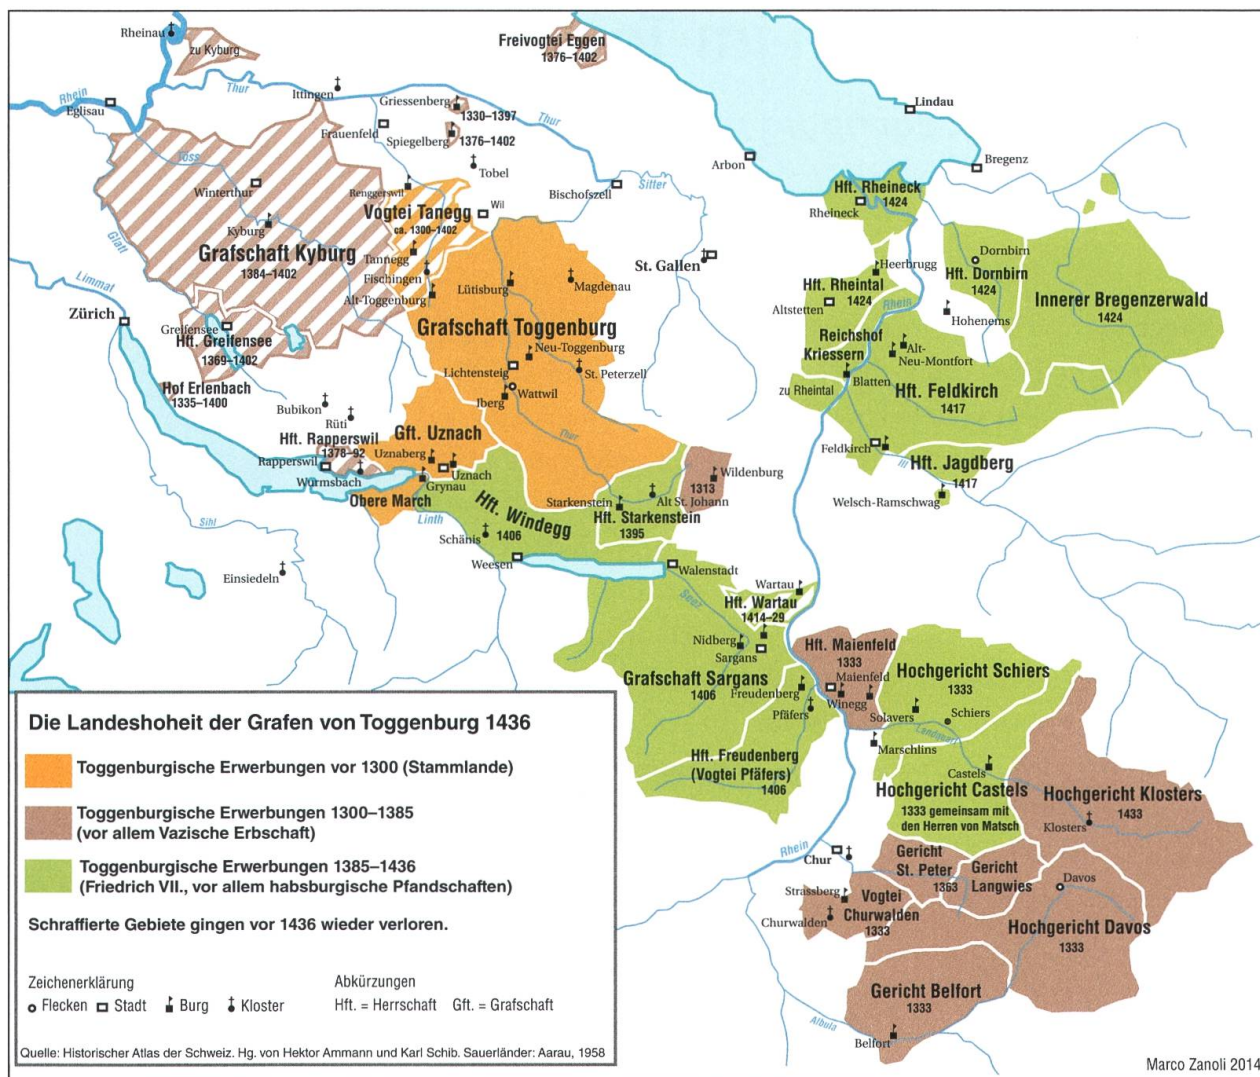 Rheinau
zu Kyburg
Freivogtei Eggen
1376–1402
Rhein
Eglisau
Thur
Ittingen
Griessenberg
1330–1397
Frauenfeld
Spiegelberg
1376–1402
Thur
Lindau
Arbon
Bregenz
Töss
Winterthur
Tobel
Renggerswil
Bischofszell
Sitter
Hft. Rheineck
1424
Rheineck
Vogtei Tanegg
ca. 1300–1402
Wil
Kyburg
Glatt
Grafschaft Kyburg
1384–1402
Tannegg
Fischingen
Alt-Toggenburg
St. Gallen
Lütisburg
Magdenau
Heerbrugg
Hft. Rheintal
1424
Altstetten
Rhein
Dornbirn
Hft. Dornbirn
1424
Innerer Bregenzerwald
1424
Hohenems
Limmat
Zürich
Greifensee
Hft. Greifensee
1369–1402
Grafschaft Toggenburg
Neu-Toggenburg
Lichtensteig
St. Peterzell
Wattwil
Iberg
Reichshof
Kriessern
Alt-
Neu-Montfort
Blatten
zu Rheintal
Hft. Feldkirch
1417
Hof Erlenbach
1335–1400
Bubikon
Rüti
Hft. Rapperswil
1378–92
Rapperswil
Wurmsbach
Gft. Uznach
Uznaberg
Uznach
Grynau
Obere March
Thur
Feldkirch
Ill
Hft. Jagdberg
1417
Welsch-Ramschwag
Wildenburg
1313
Alt St. Johann
Starkenstein
Hft. Starkenstein
1395
Linth
Hft. Windegg
1406
Schänis
Weesen
Sihl
Einsiedeln
Walenstadt
Seez
Wartau
Hft. Wartau
1414–29
Nidberg
Sargans
Grafschaft Sargans
1406
Freudenberg
Pfäfers
Hft. Freudenberg
(Vogtei Pfäfers)
1406
Hft. Maienfeld
1333
Maienfeld
Winegg
Hochgericht Schiers
1333
Solavers
Schiers
Landquart
Marschlins
Castels
Hochgericht Castels
1333 gemeinsam mit
den Herren von Matsch
Hochgericht Klosters
1433
Klosters
Rhein
Chur
Gericht
St. Peter
1363
Gericht
Langwies
Davos
Strassberg
Vogtei
Churwalden
1333
Churwalden
Hochgericht Davos
1333
Gericht Belfort
1333
Albula
Belfort
Die Landeshoheit der Grafen von Toggenburg 1436
Toggenburgische Erwerbungen vor 1300 (Stammlande)
Toggenburgische Erwerbungen 1300–1385
(vor allem Vazische Erbschaft)
Toggenburgische Erwerbungen 1385–1436
(Friedrich VII., vor allem habsburgische Pfandschaften)
Schraffierte Gebiete gingen vor 1436 wieder verloren.
Zeichenerklärung
Flecken Stadt Burg Kloster
Abkürzungen
Hft. = Herrschaft Gft. = Grafschaft
Quelle: Historischer Atlas der Schweiz. Hg. von Hektor Ammann und Karl Schib. Sauerländer: Aarau, 1958
Marco Zanoli 2014